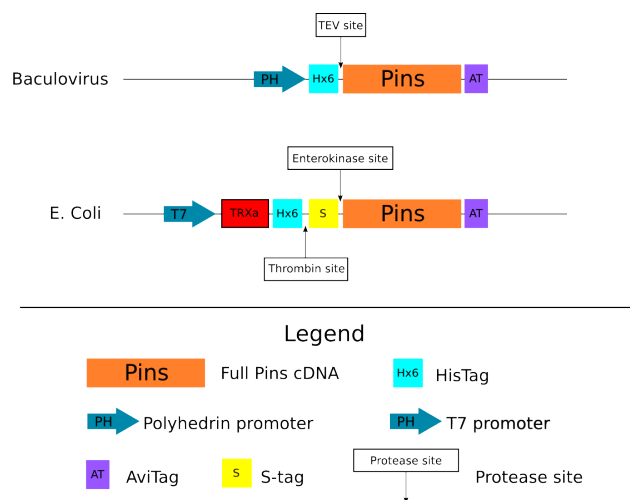 TEV site
Baculovirus
PH
Hx6
Pins
AT
Enterokinase site
E. Coli
T7
TRXa
Hx6
S
Pins
AT
Thrombin site
Legend
Pins
Full Pins cDNA
Hx6
HisTag
PH
Polyhedrin promoter
PH
T7 promoter
AT
AviTag
S
S-tag
Protease site
Protease site